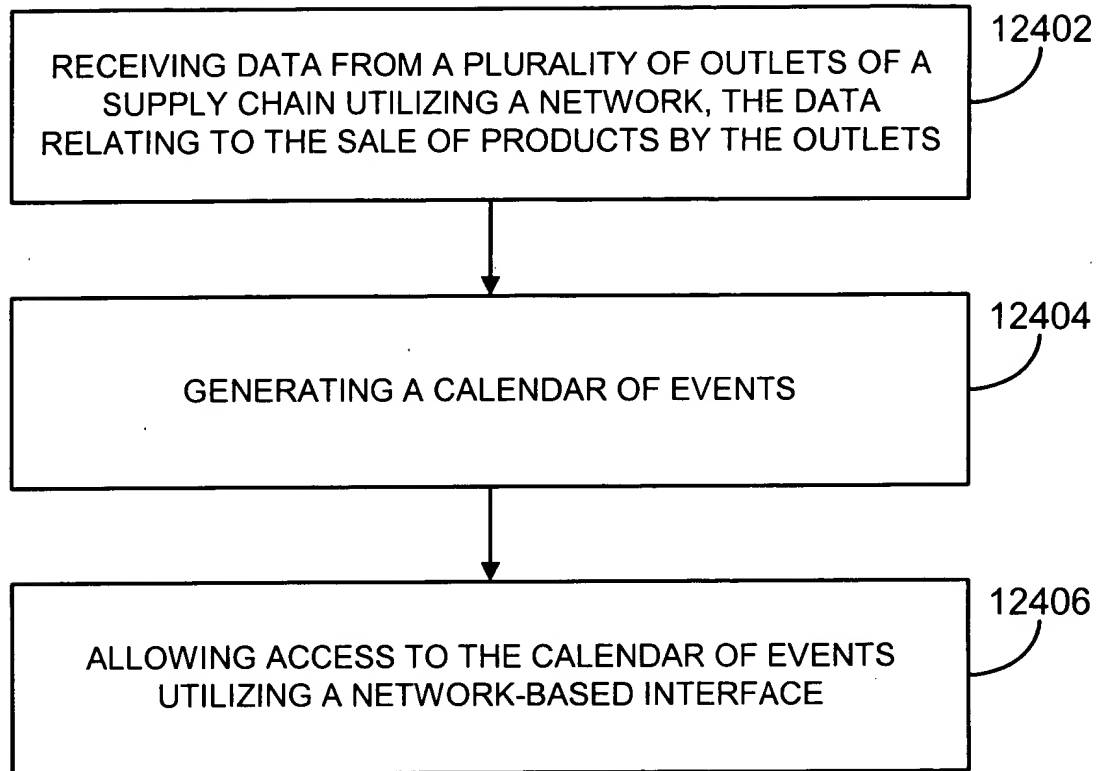 12402
RECEIVING DATA FROM A PLURALITY OF OUTLETS OF A
SUPPLY CHAIN UTILIZING A NETWORK, THE DATA
RELATING TO THE SALE OF PRODUCTS BY THE OUTLETS
12404
GENERATING A CALENDAR OF EVENTS
12406
ALLOWING ACCESS TO THE CALENDAR OF EVENTS
UTILIZING A NETWORK-BASED INTERFACE